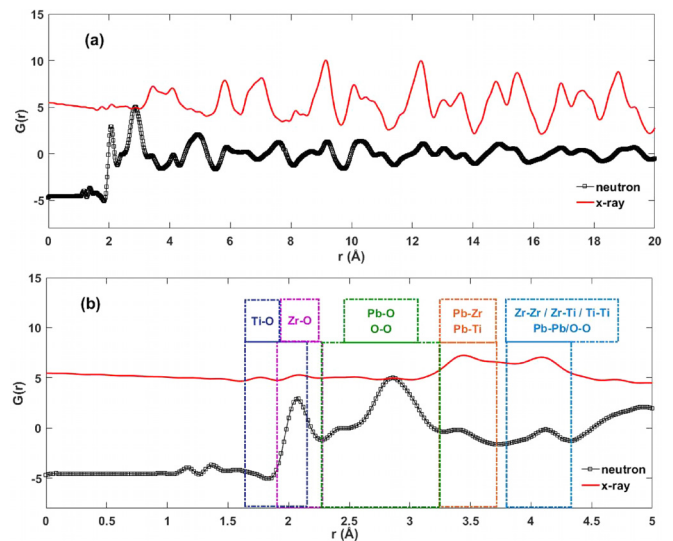 15
(a)
10
5
0
-5
G(r)
neutron
x-ray
0 2 4 6 8 10 12 14 16 18 20
r (Å)
15
(b)
10
5
0
-5
G(r)
Ti-O
Zr-O
Pb-O
O-O
Pb-Zr
Pb-Ti
Zr-Zr / Zr-Ti / Ti-Ti
Pb-Pb/O-O
neutron
x-ray
0 0.5 1 1.5 2 2.5 3 3.5 4 4.5 5
r (Å)